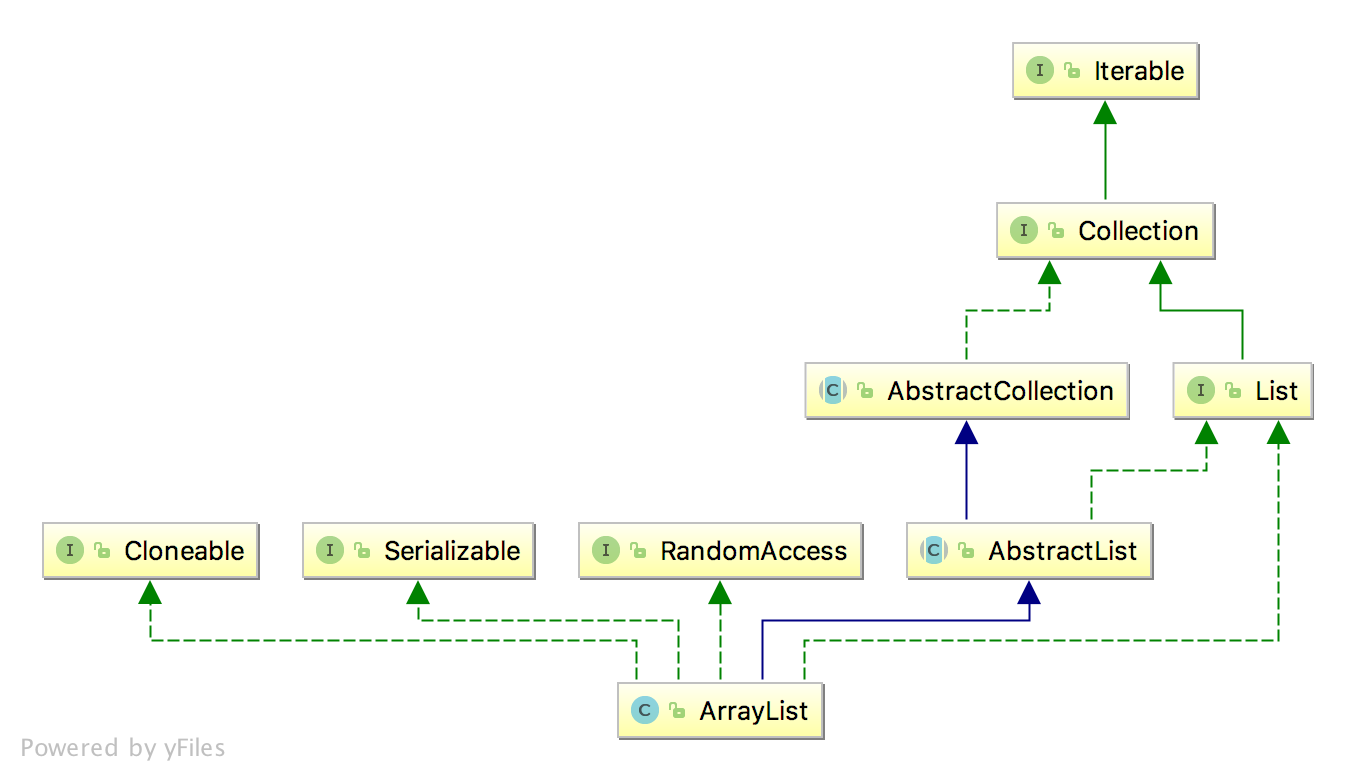 I Iterable
I Collection
C AbstractCollection
I List
I Cloneable
I Serializable
I RandomAccess
C AbstractList
C ArrayList
Powered by yFiles